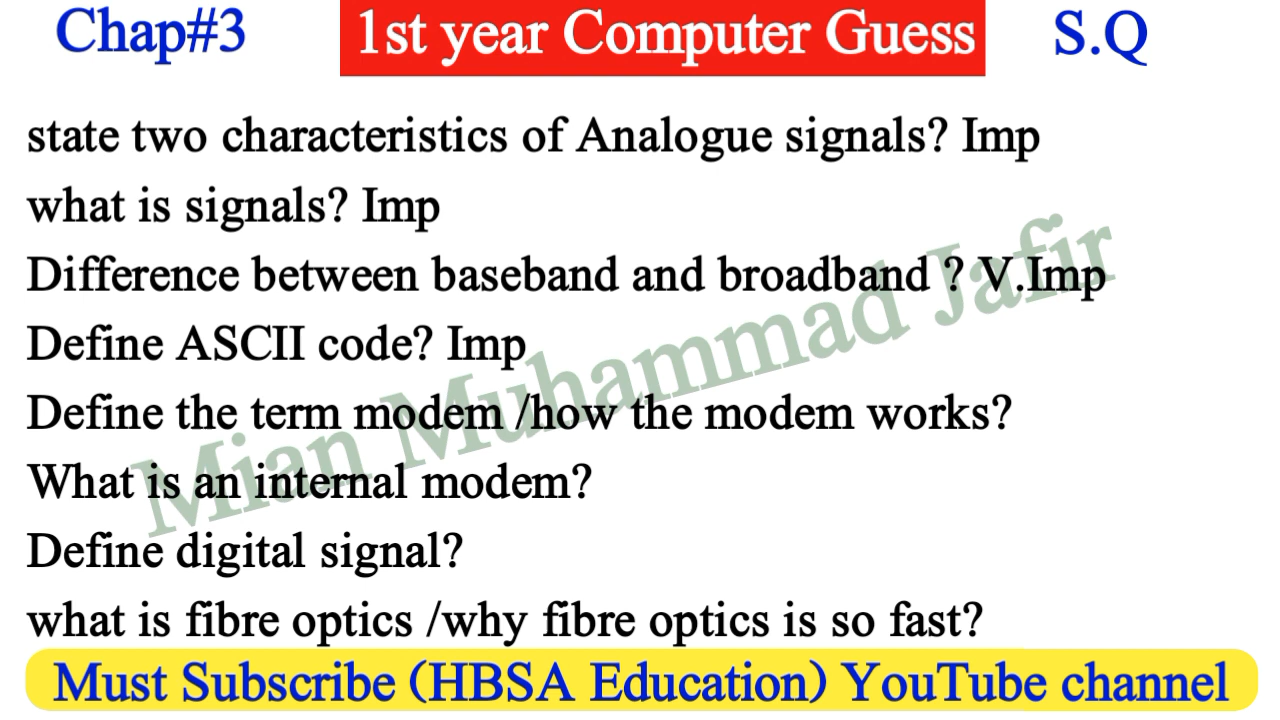 Chap#3 1st year Computer Guess S.Q
state two characteristics of Analogue signals? Imp
what is signals? Imp
Difference between baseband and broadband ? V.Imp
Define ASCII code? Imp
Define the term modem /how the modem works?
What is an internal modem?
Define digital signal?
what is fibre optics /why fibre optics is so fast?
Must Subscribe (HBSA Education) YouTube channel
Mian Muhammad Jafir